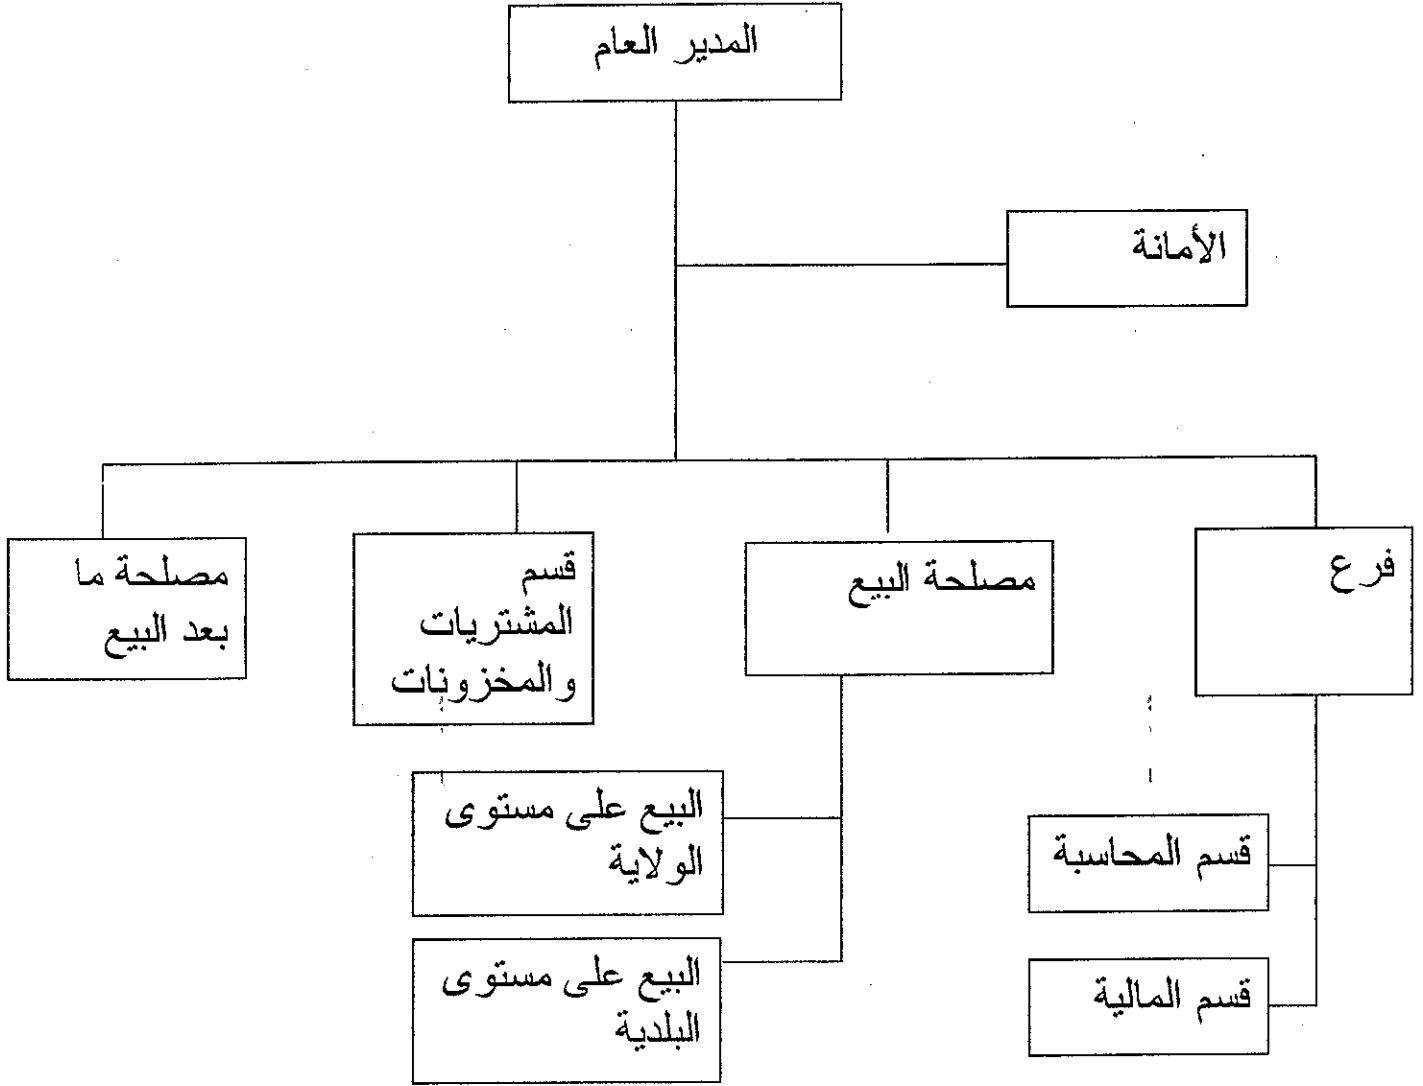 المدير العام
الأمانة
فرع
مصلحة البيع
قسم
المشتريات
والمخزونات
مصلحة ما
بعد البيع
قسم المحاسبة
قسم المالية
البيع على مستوى
الولاية
البيع على مستوى
البلدية